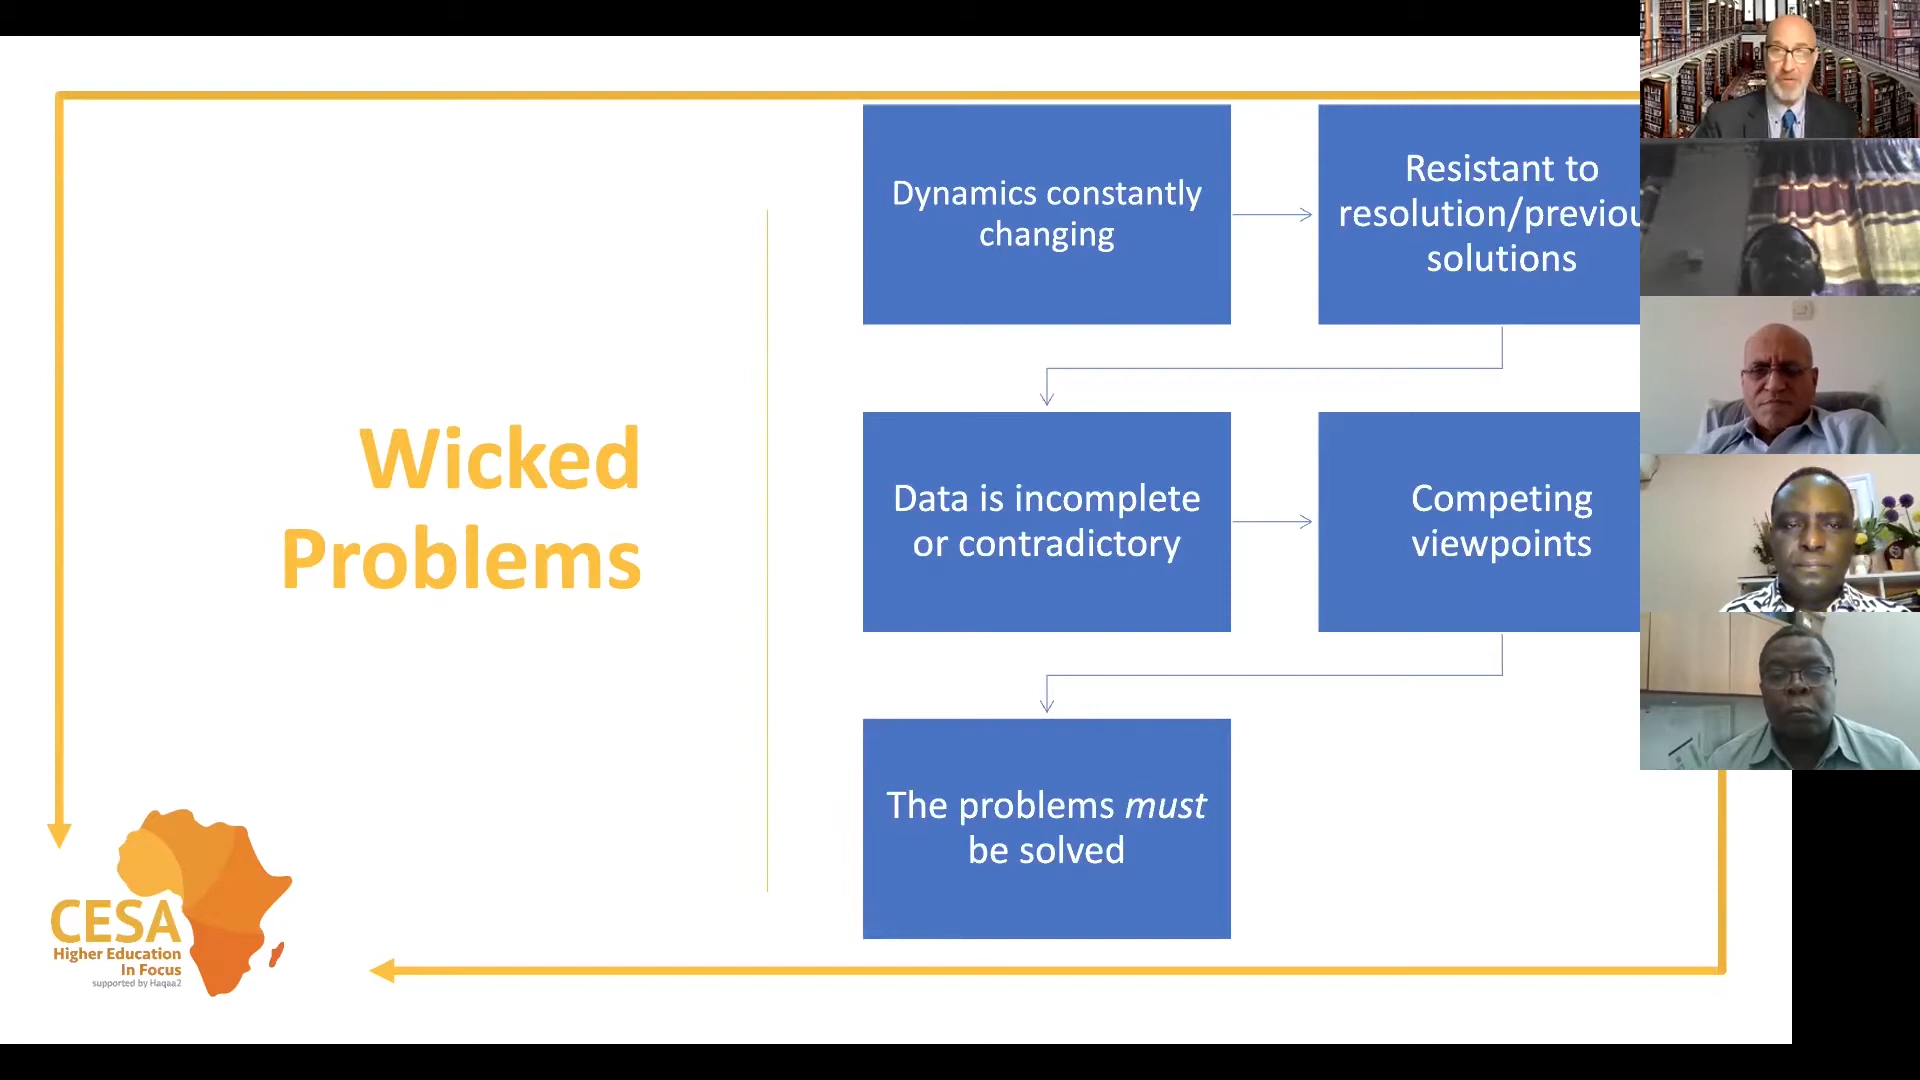 Wicked
Problems
Dynamics constantly
changing
Resistant to
resolution/previou
solutions
Data is incomplete
or contradictory
Competing
viewpoints
The problems must
be solved
CESA
Higher Education
In Focus
supported by Haqaa2